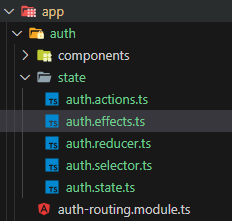 app
auth
components
state
TS auth.actions.ts
TS auth.effects.ts
TS auth.reducer.ts
TS auth.selector.ts
TS auth.state.ts
auth-routing.module.ts